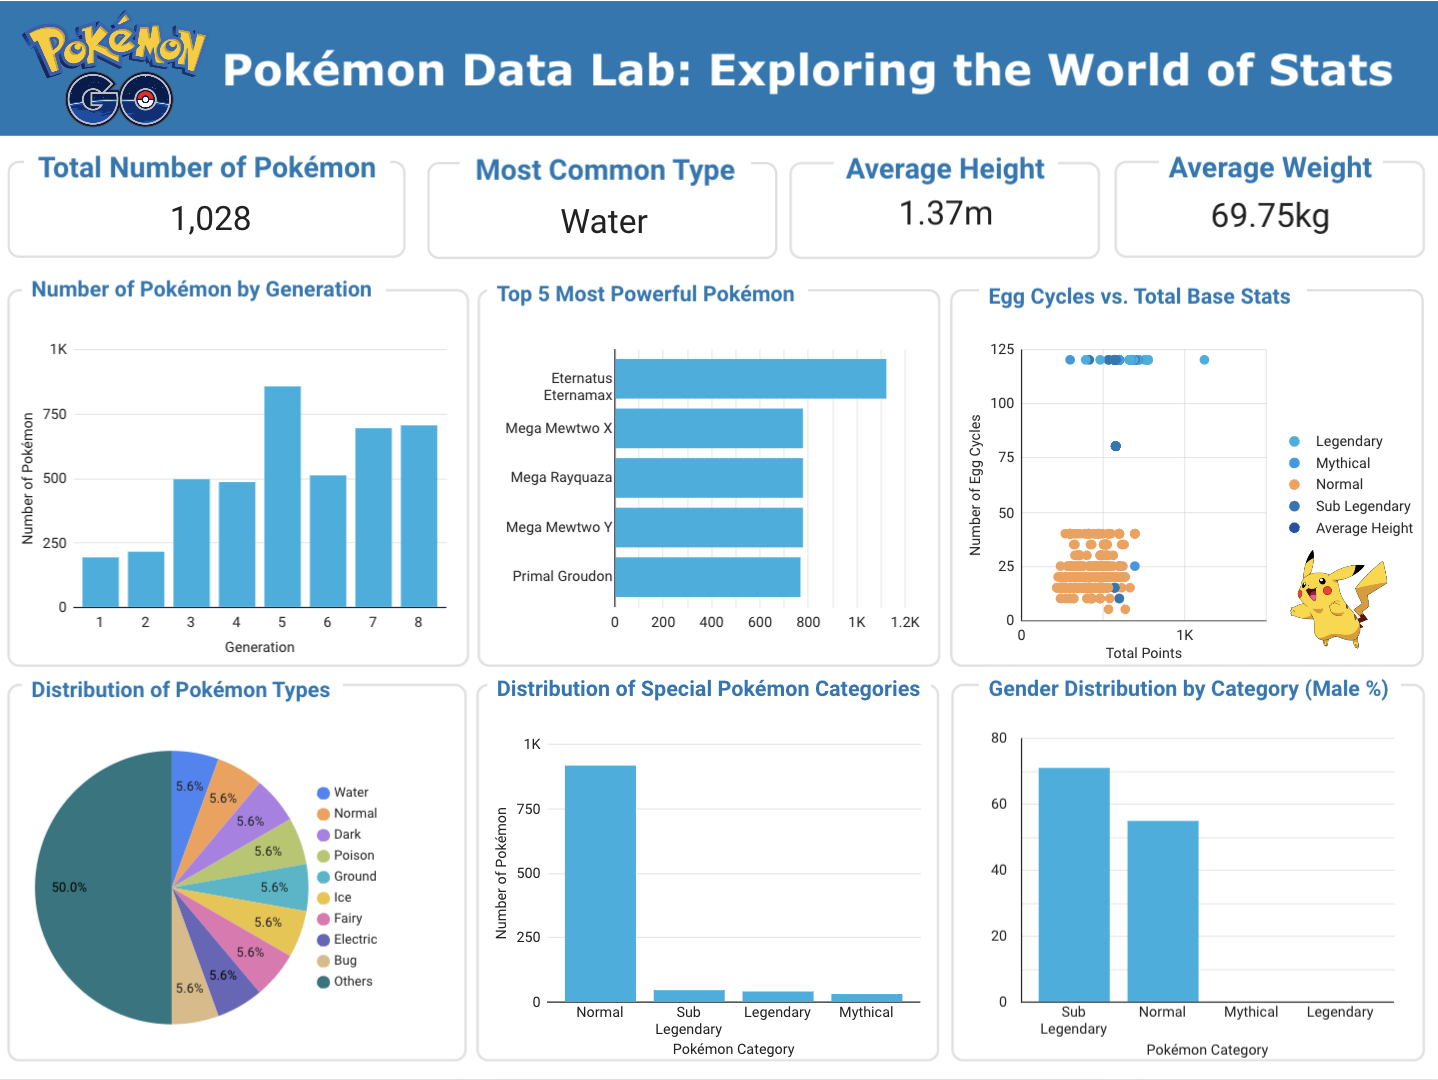 POKÉMON
GO
Pokémon Data Lab: Exploring the World of Stats
Total Number of Pokémon
1,028
Most Common Type
Water
Average Height
1.37m
Average Weight
69.75kg
Number of Pokémon by Generation
1K
750
500
250
0
Number of Pokémon
1 2 3 4 5 6 7 8
Generation
Top 5 Most Powerful Pokémon
Eternatus
Eternamax
Mega Mewtwo X
Mega Rayquaza
Mega Mewtwo Y
Primal Groudon
0 200 400 600 800 1K 1.2K
Egg Cycles vs. Total Base Stats
125
100
75
50
25
0
Number of Egg Cycles
0 1K
Total Points
Legendary
Mythical
Normal
Sub Legendary
Average Height
Distribution of Pokémon Types
5.6%
5.6%
5.6%
5.6%
5.6%
5.6%
5.6%
5.6%
5.6%
50.0%
Water
Normal
Dark
Poison
Ground
Ice
Fairy
Electric
Bug
Others
Distribution of Special Pokémon Categories
1K
750
500
250
0
Number of Pokémon
Normal
Sub
Legendary
Legendary
Mythical
Pokémon Category
Gender Distribution by Category (Male %)
80
60
40
20
0
Sub
Legendary
Normal
Mythical
Legendary
Pokémon Category